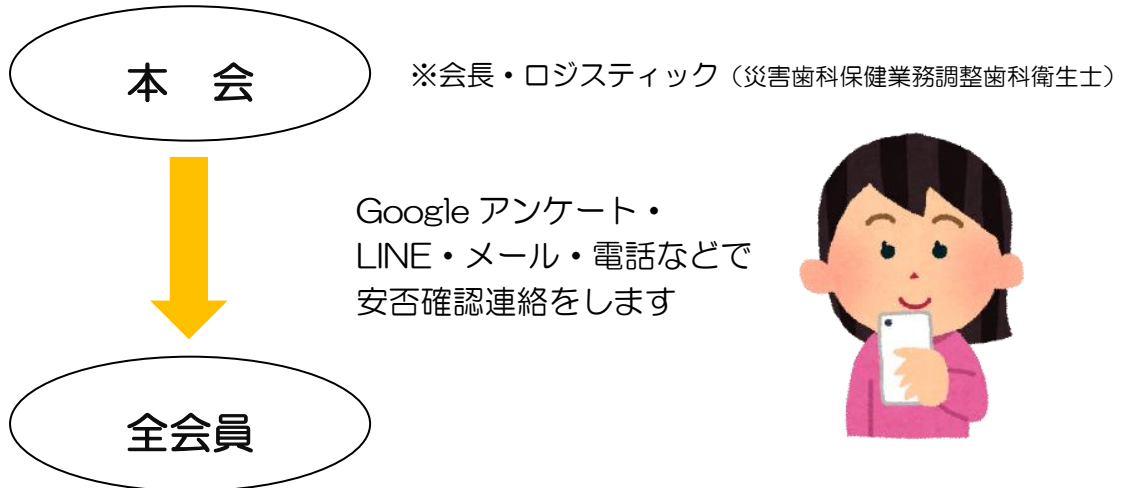 本　会
※会長・ロジスティック（災害歯科保健業務調整歯科衛生士）
Google アンケート・
LINE・メール・電話などで
安否確認連絡をします
全会員